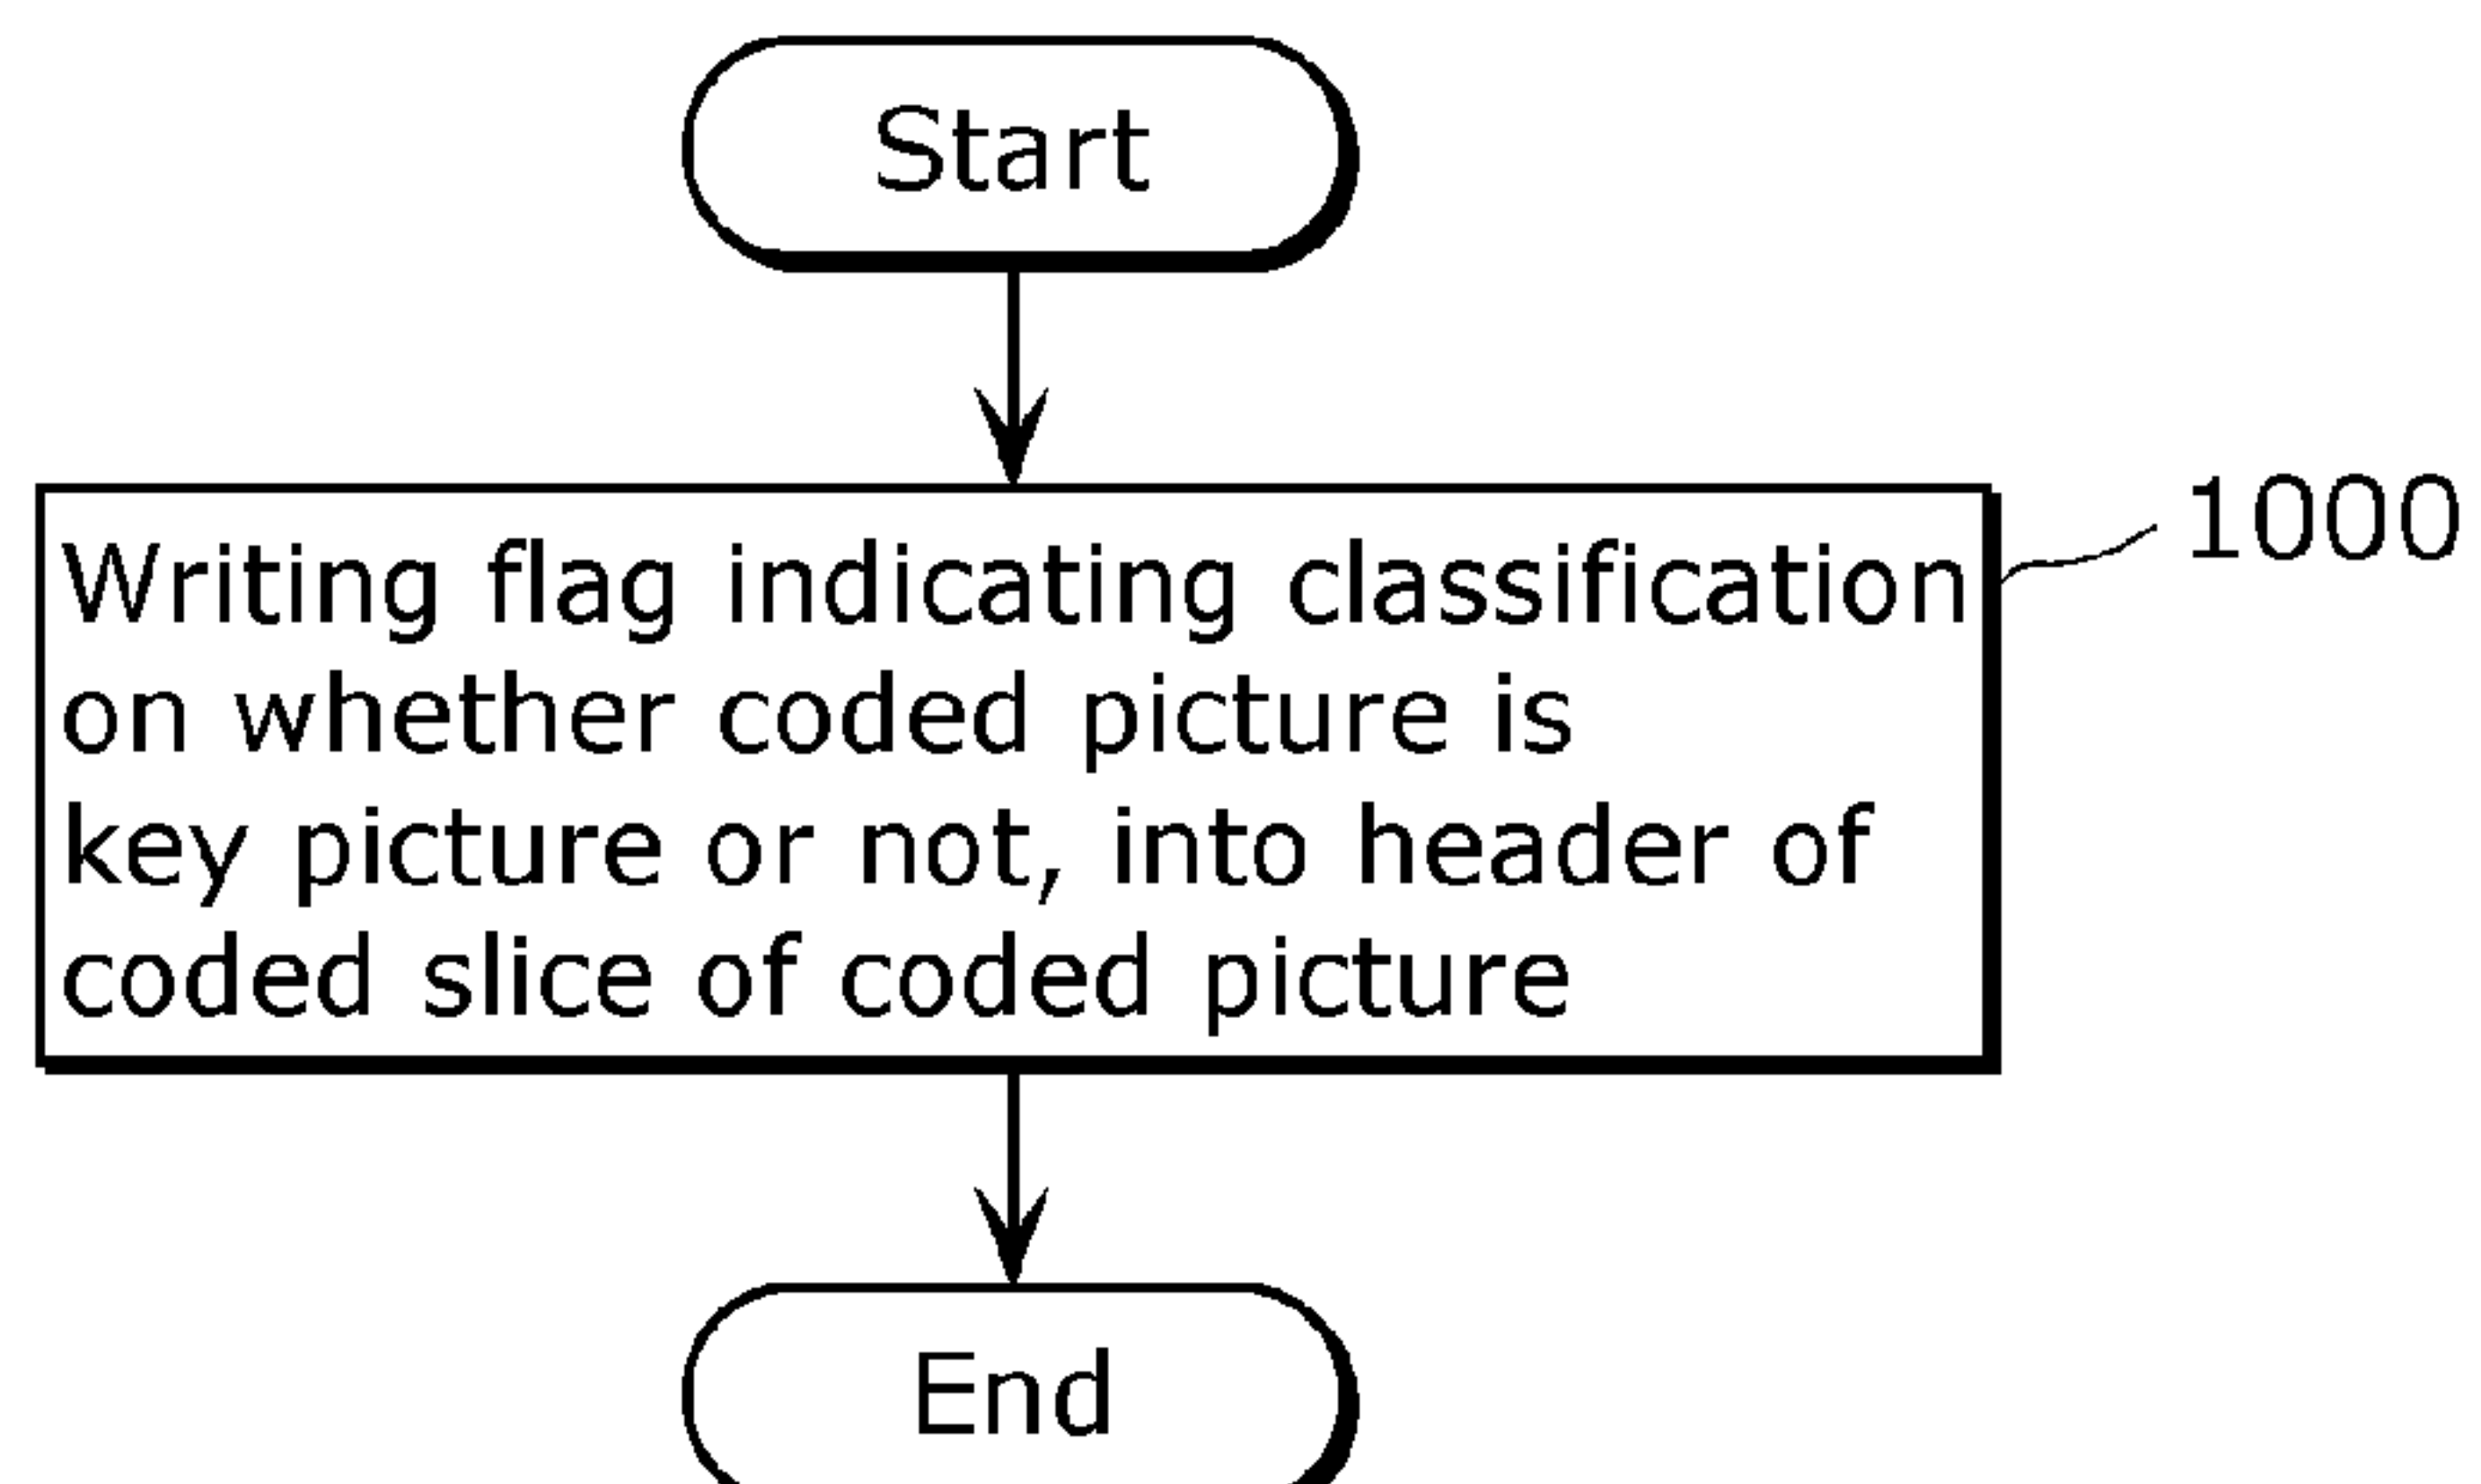 Start
1000
Writing flag indicating classification
on whether coded picture is
key picture or not, into header of
coded slice of coded picture
End